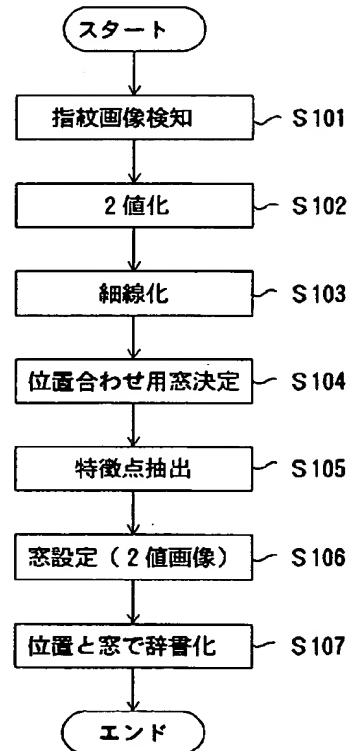 スタート
指紋画像検知 S101
2値化 S102
細線化 S103
位置合わせ用窓決定 S104
特徴点抽出 S105
窓設定(2値画像) S106
位置と窓で辞書化 S107
エンド